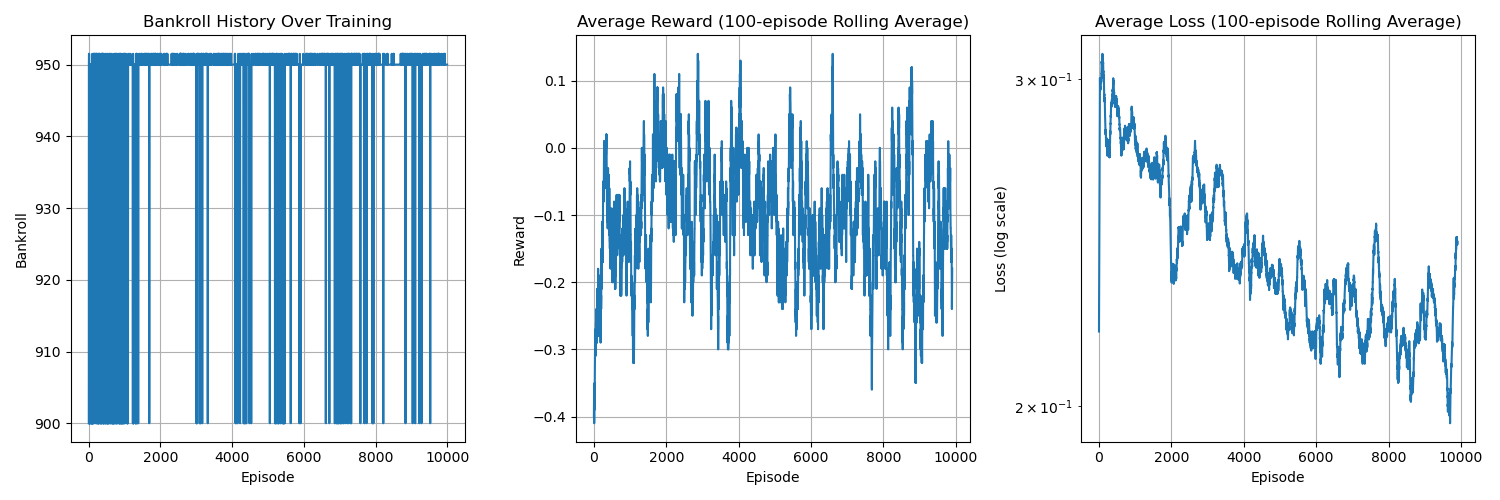 Bankroll History Over Training
Bankroll
950
940
930
920
910
900
0
2000
4000
6000
8000
10000
Episode
Average Reward (100-episode Rolling Average)
Reward
0.1
0.0
−0.1
−0.2
−0.3
−0.4
0
2000
4000
6000
8000
10000
Episode
Average Loss (100-episode Rolling Average)
Loss (log scale)
3 × 10⁻¹
2 × 10⁻¹
0
2000
4000
6000
8000
10000
Episode